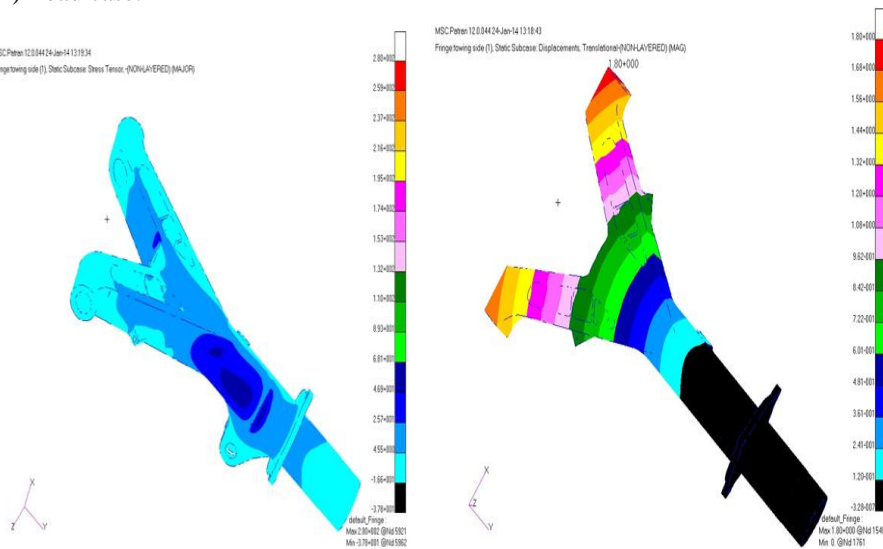 MSC.Patran 12.0.044 24-Jan-14 13:19:34
Fringe:towing side (1), Static Subcase: Stress Tensor, -(NON-LAYERED) (MAJOR)
2.80+002
2.59+002
2.37+002
2.16+002
1.95+002
1.74+002
1.53+002
1.32+002
1.10+002
8.93+001
6.81+001
4.69+001
2.57+001
4.55+000
-1.66+001
-3.78+001
default_Fringe :
Max 2.80+002 @Nd 5921
Min -3.78+001 @Nd 5962
X
Z
Y
MSC.Patran 12.0.044 24-Jan-14 13:18:43
Fringe:towing side (1), Static Subcase: Displacements, Translational-(NON-LAYERED) (MAG)
1.80+000
1.80+000
1.68+000
1.56+000
1.44+000
1.32+000
1.20+000
1.08+000
9.62-001
8.42-001
7.22-001
6.01-001
4.81-001
3.61-001
2.41-001
1.20-001
-3.28-007
default_Fringe :
Max 1.80+000 @Nd 154
Min 0. @Nd 1761
X
Z
Y